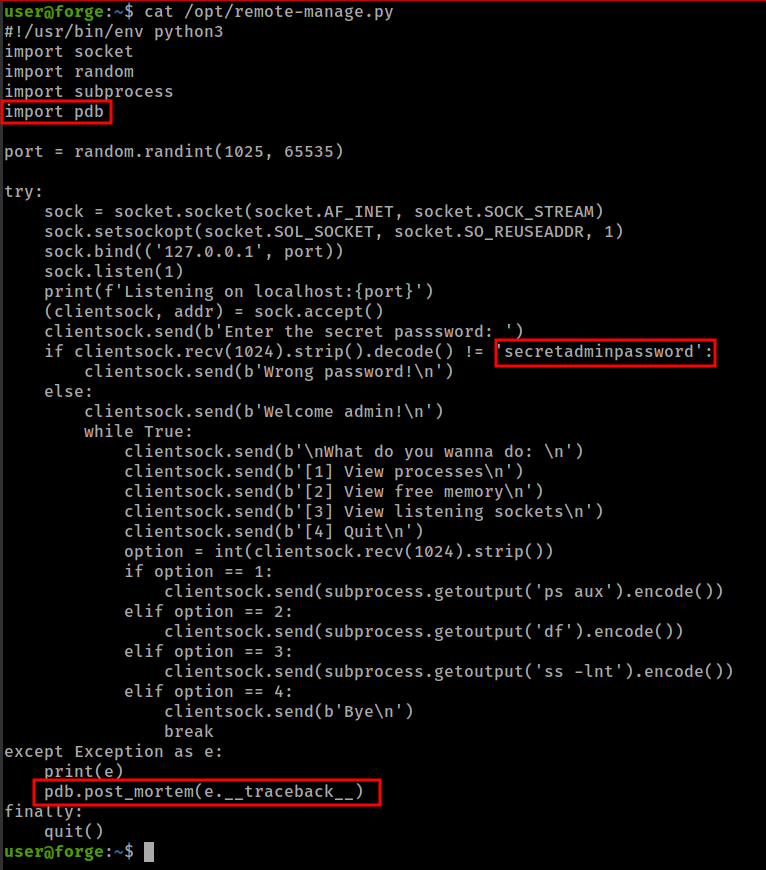 user@forge:~$ cat /opt/remote-manage.py
#!/usr/bin/env python3
import socket
import random
import subprocess
import pdb

port = random.randint(1025, 65535)

try:
    sock = socket.socket(socket.AF_INET, socket.SOCK_STREAM)
    sock.setsockopt(socket.SOL_SOCKET, socket.SO_REUSEADDR, 1)
    sock.bind(('127.0.0.1', port))
    sock.listen(1)
    print(f'Listening on localhost:{port}')
    (clientsock, addr) = sock.accept()
    clientsock.send(b'Enter the secret passsword: ')
    if clientsock.recv(1024).strip().decode() != 'secretadminpassword':
        clientsock.send(b'Wrong password!\n')
    else:
        clientsock.send(b'Welcome admin!\n')
        while True:
            clientsock.send(b'\nWhat do you wanna do: \n')
            clientsock.send(b'[1] View processes\n')
            clientsock.send(b'[2] View free memory\n')
            clientsock.send(b'[3] View listening sockets\n')
            clientsock.send(b'[4] Quit\n')
            option = int(clientsock.recv(1024).strip())
            if option == 1:
                clientsock.send(subprocess.getoutput('ps aux').encode())
            elif option == 2:
                clientsock.send(subprocess.getoutput('df').encode())
            elif option == 3:
                clientsock.send(subprocess.getoutput('ss -lnt').encode())
            elif option == 4:
                clientsock.send(b'Bye\n')
                break
except Exception as e:
    print(e)
    pdb.post_mortem(e.__traceback__)
finally:
    quit()
user@forge:~$